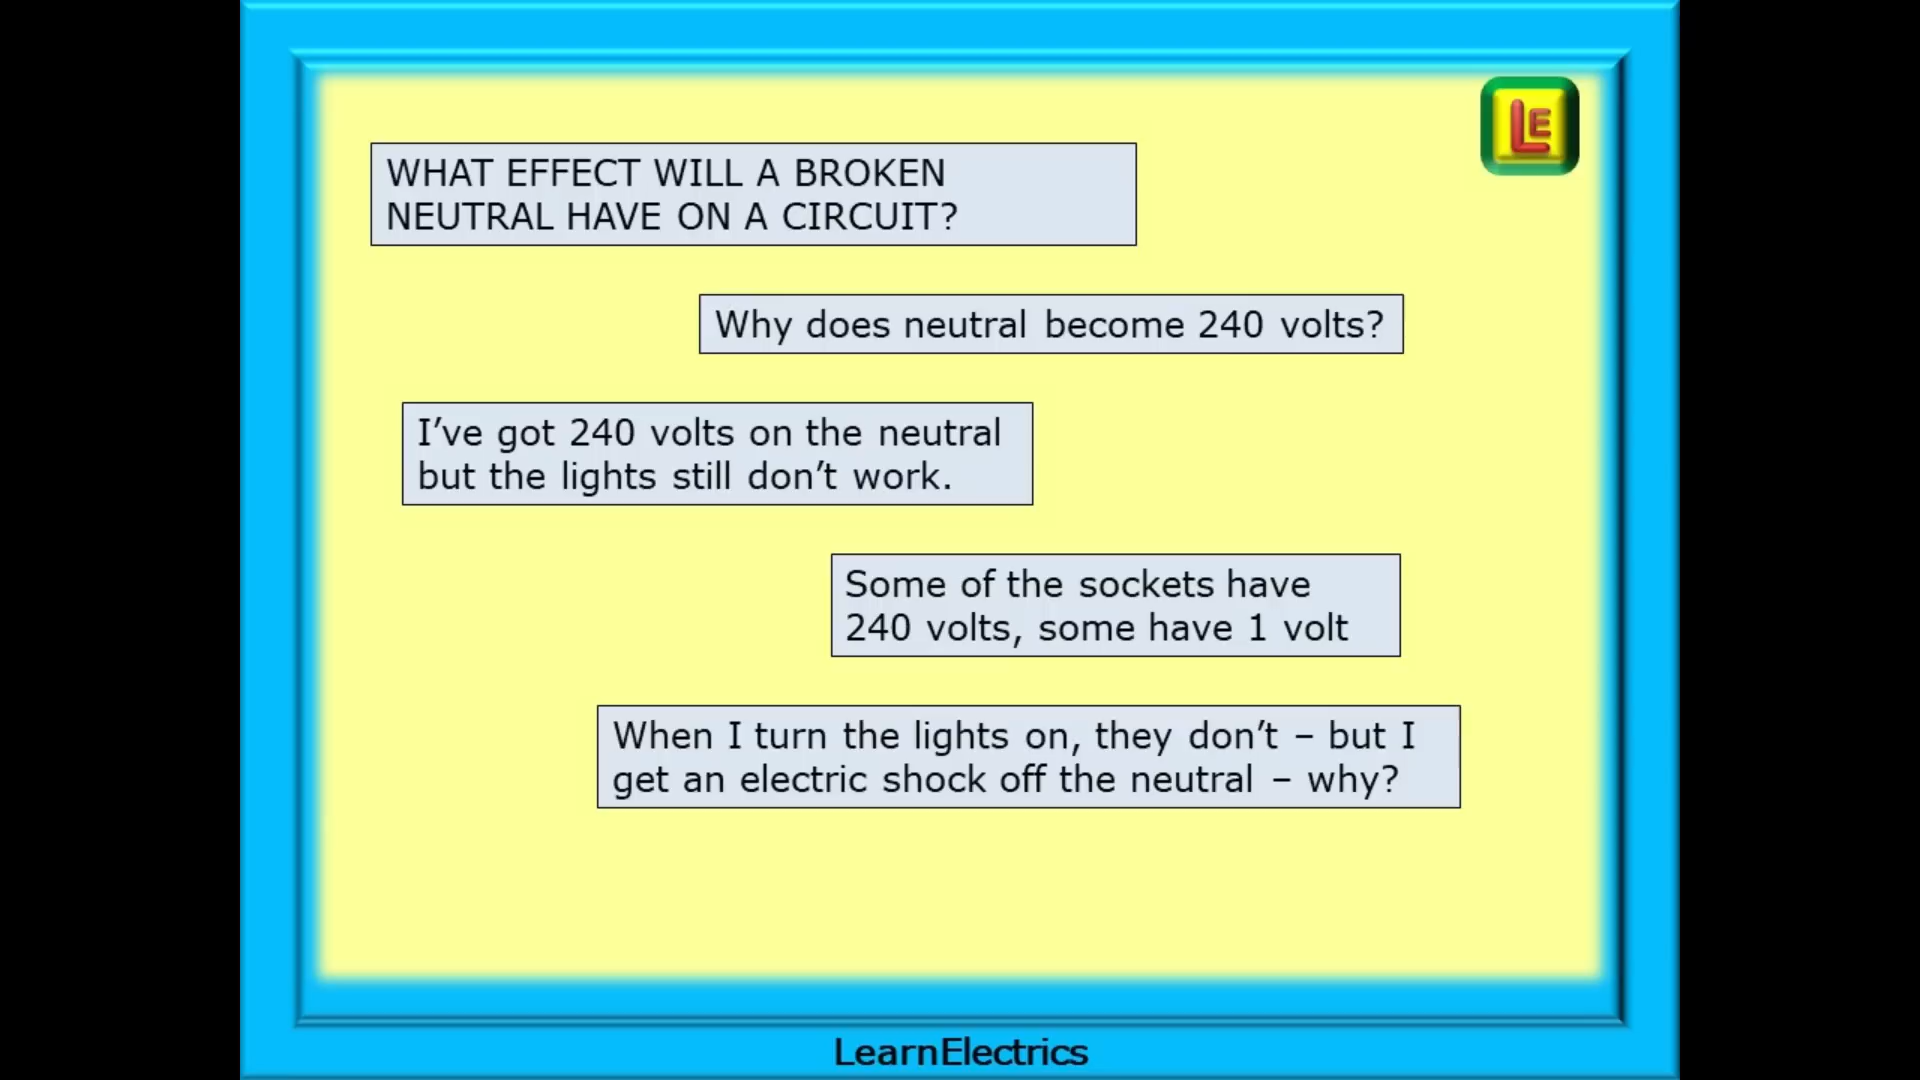 LE
WHAT EFFECT WILL A BROKEN
NEUTRAL HAVE ON A CIRCUIT?
Why does neutral become 240 volts?
I’ve got 240 volts on the neutral
but the lights still don’t work.
Some of the sockets have
240 volts, some have 1 volt
When I turn the lights on, they don’t – but I
get an electric shock off the neutral – why?
LearnElectrics